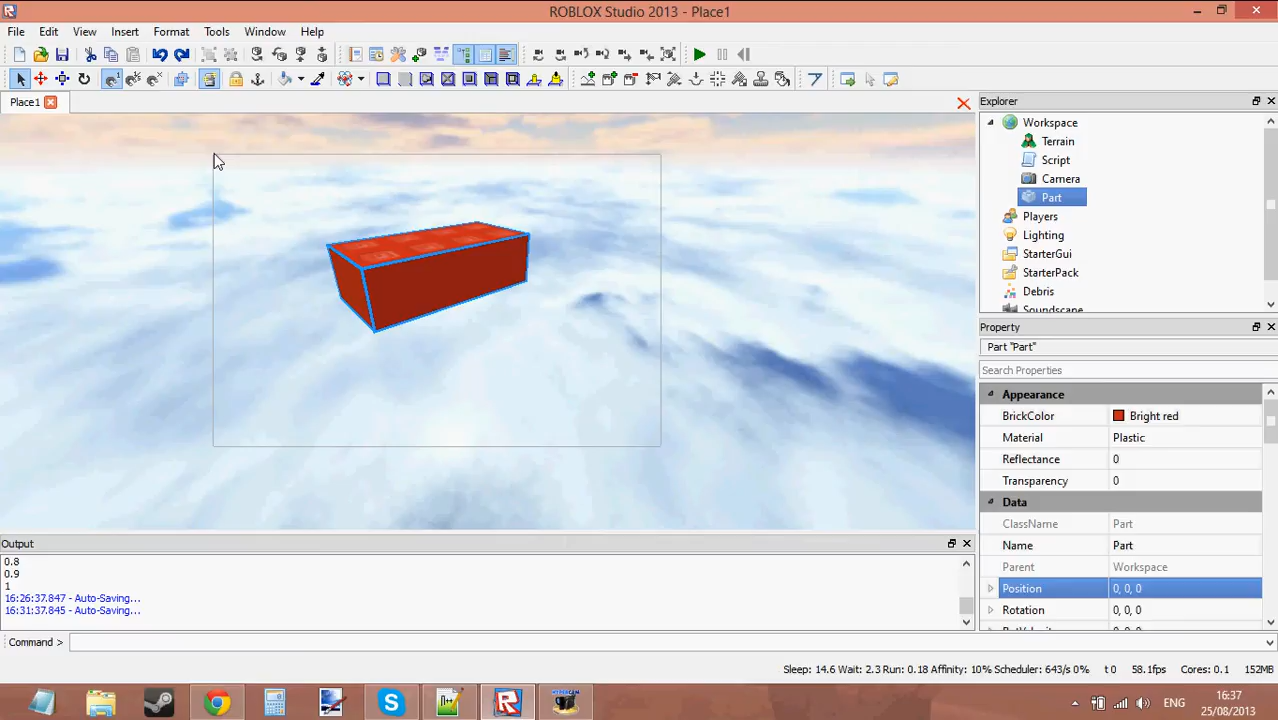 ROBLOX Studio 2013 - Place1
File Edit View Insert Format Tools Window Help
Place1
Explorer
Workspace
Terrain
Script
Camera
Part
Players
Lighting
StarterGui
StarterPack
Debris
Soundscape
Property
Part "Part"
Search Properties
Appearance
BrickColor Bright red
Material Plastic
Reflectance 0
Transparency 0
Data
ClassName Part
Name Part
Parent Workspace
Position 0, 0, 0
Rotation 0, 0, 0
RotVelocity
Output
0.8
0.9
1
16:26:37.847 - Auto-Saving...
16:31:37.845 - Auto-Saving...
Command >
Sleep: 14.6 Wait: 2.3 Run: 0.18 Affinity: 10% Scheduler: 643/s 0% t 0 58.1fps Cores: 0.1 152MB
ENG
16:37
25/08/2013